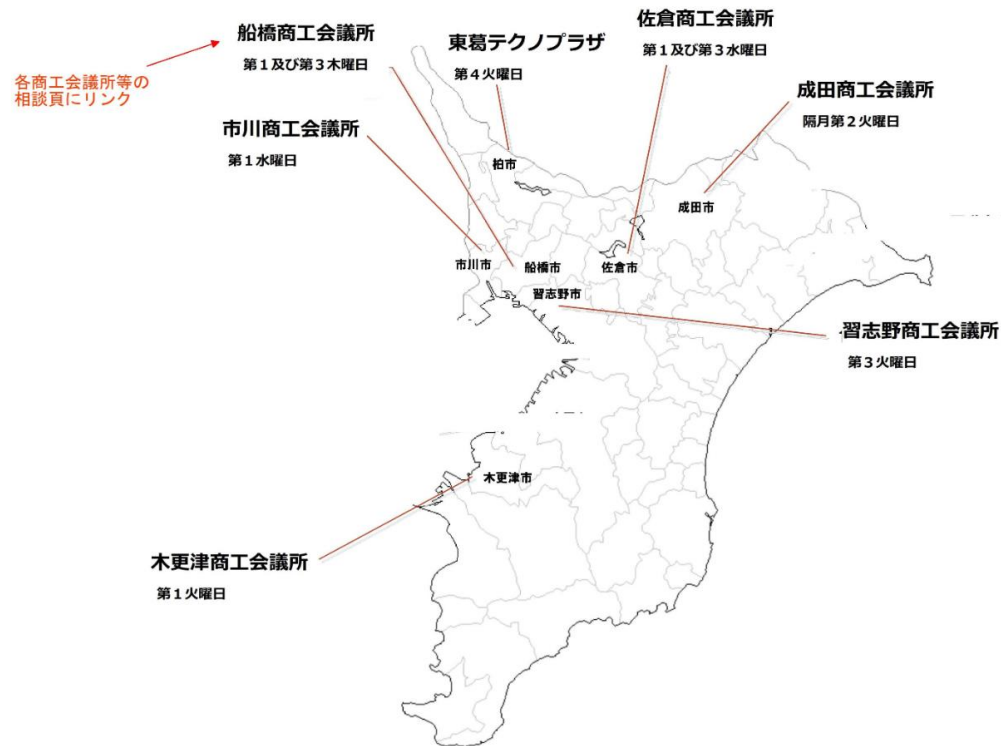 船橋商工会議所
第1及び第3木曜日
東葛テクノプラザ
第4火曜日
佐倉商工会議所
第1及び第3水曜日
各商工会議所等の
相談頁にリンク
成田商工会議所
隔月第2火曜日
市川商工会議所
第1水曜日
柏市
成田市
市川市
船橋市
佐倉市
習志野市
習志野商工会議所
第3火曜日
木更津市
木更津商工会議所
第1火曜日